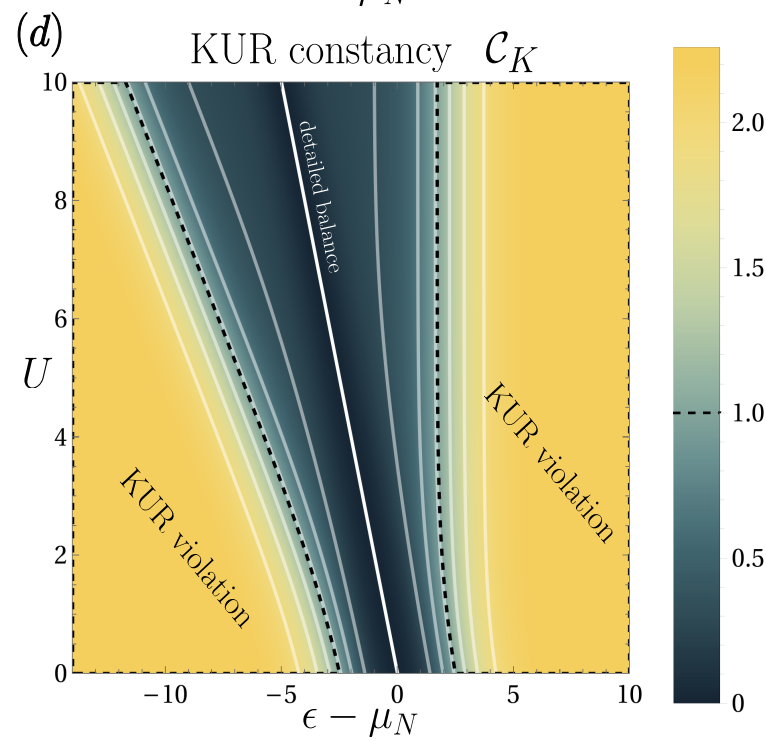 μ_N
(d)
KUR constancy 𝒞_K
detailed balance
KUR violation
KUR violation
U
10
8
6
4
2
0
−10
−5
0
5
10
ϵ − μ_N
2.0
1.5
1.0
0.5
0